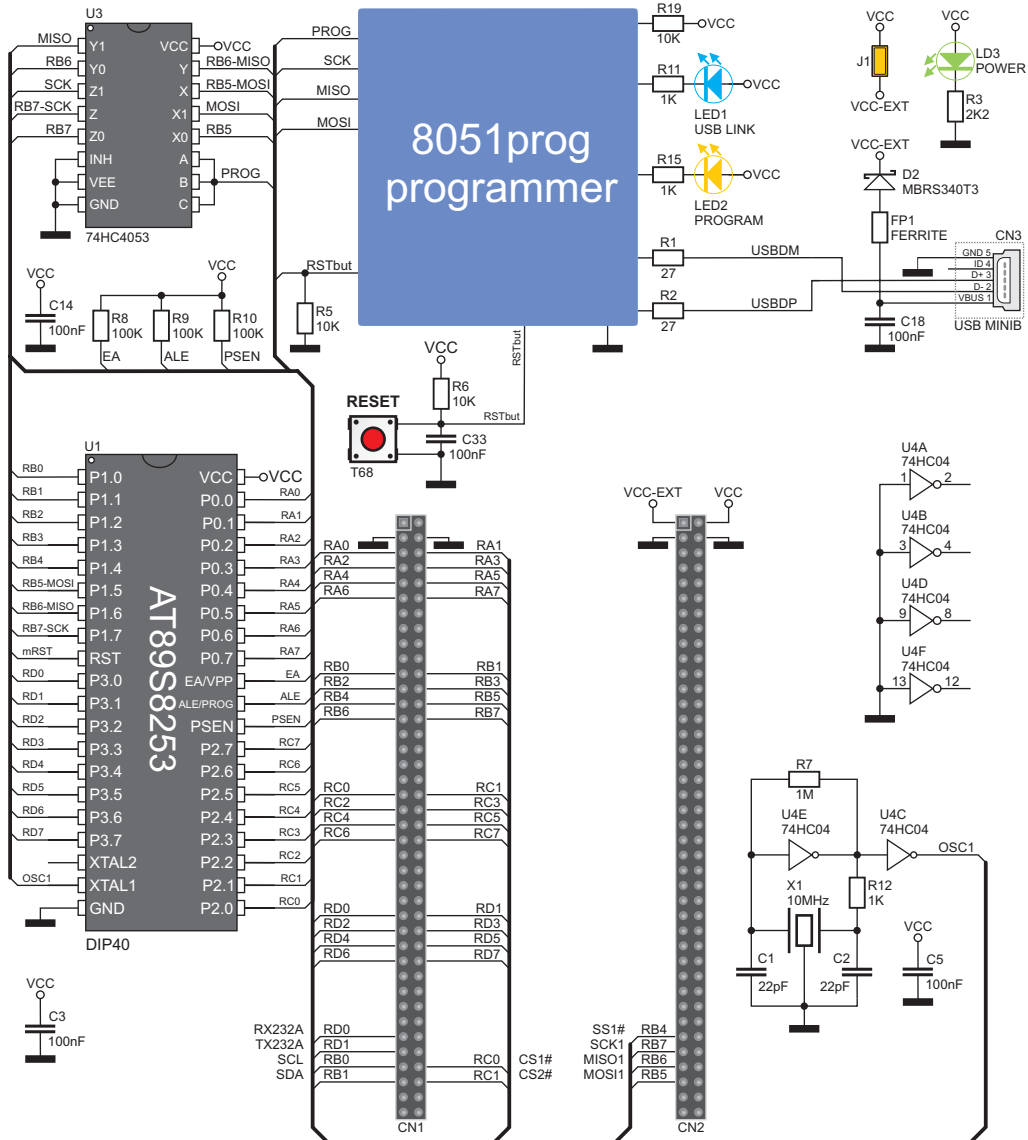 U3
MISO Y1 VCC VCC
RB6 Y0 Y RB6-MISO
SCK Z1 X RB5-MOSI
RB7-SCK Z X1 MOSI
RB7 Z0 X0 RB5
INH A
VEE B PROG
GND C
74HC4053
PROG
SCK
MISO
MOSI
RSTbut
8051prog
programmer
R19
10K
VCC
R11
1K
VCC
LED1
USB LINK
R15
1K
VCC
LED2
PROGRAM
R1
27
USBDM
R2
27
USBDP
VCC
J1
VCC-EXT
VCC
LD3
POWER
R3
2K2
VCC-EXT
D2
MBRS340T3
FP1
FERRITE
CN3
GND 5
ID 4
D+ 3
D- 2
VBUS 1
USB MINIB
C18
100nF
VCC
C14
100nF
VCC
R8
100K
R9
100K
R10
100K
EA
ALE
PSEN
R5
10K
RSTbut
VCC
R6
10K
RSTbut
RESET
C33
100nF
T68
U1
RB0 P1.0 VCC VCC
RB1 P1.1 P0.0 RA0
RB2 P1.2 P0.1 RA1
RB3 P1.3 P0.2 RA2
RB4 P1.4 P0.3 RA3
RB5-MOSI P1.5 P0.4 RA4
RB6-MISO P1.6 P0.5 RA5
RB7-SCK P1.7 P0.6 RA6
mRST RST P0.7 RA7
RD0 P3.0 EA/VPP EA
RD1 P3.1 ALE/PROG ALE
RD2 P3.2 PSEN PSEN
RD3 P3.3 P2.7 RC7
RD4 P3.4 P2.6 RC6
RD5 P3.5 P2.5 RC5
RD6 P3.6 P2.4 RC4
RD7 P3.7 P2.3 RC3
XTAL2 P2.2 RC2
OSC1 XTAL1 P2.1 RC1
GND P2.0 RC0
AT89S8253
DIP40
VCC
C3
100nF
RA0 RA1
RA2 RA3
RA4 RA5
RA6 RA7
RB0 RB1
RB2 RB3
RB4 RB5
RB6 RB7
RC0 RC1
RC2 RC3
RC4 RC5
RC6 RC7
RD0 RD1
RD2 RD3
RD4 RD5
RD6 RD7
RX232A RD0
TX232A RD1
SCL RB0 RC0 CS1#
SDA RB1 RC1 CS2#
CN1
VCC-EXT VCC
SS1# RB4
SCK1 RB7
MISO1 RB6
MOSI1 RB5
CN2
U4A
74HC04
1 2
U4B
74HC04
3 4
U4D
74HC04
9 8
U4F
74HC04
13 12
R7
1M
U4E
74HC04
U4C
74HC04
OSC1
X1
10MHz
R12
1K
C1
22pF
C2
22pF
VCC
C5
100nF